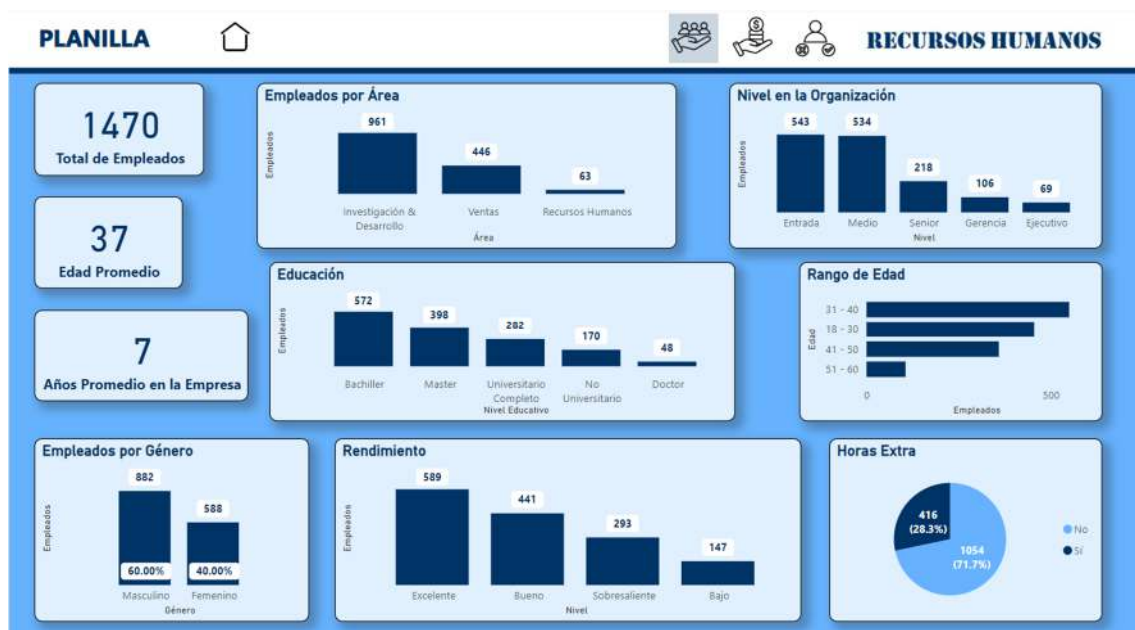 PLANILLA
RECURSOS HUMANOS
1470
Total de Empleados
37
Edad Promedio
7
Años Promedio en la Empresa
Empleados por Área
Empleados
961
446
63
Investigación &
Desarrollo
Ventas
Recursos Humanos
Área
Nivel en la Organización
Empleados
543
534
218
106
69
Entrada
Medio
Senior
Gerencia
Ejecutivo
Nivel
Educación
Empleados
572
398
282
170
48
Bachiller
Master
Universitario
Completo
No
Universitario
Doctor
Nivel Educativo
Rango de Edad
Edad
31 - 40
18 - 30
41 - 50
51 - 60
0
500
Empleados
Empleados por Género
Empleados
882
588
60.00%
40.00%
Masculino
Femenino
Género
Rendimiento
Empleados
589
441
293
147
Excelente
Bueno
Sobresaliente
Bajo
Nivel
Horas Extra
416
(28.3%)
1054
(71.7%)
No
Sí